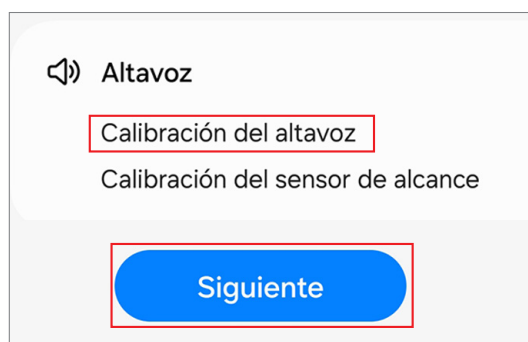 Altavoz
Calibración del altavoz
Calibración del sensor de alcance
Siguiente